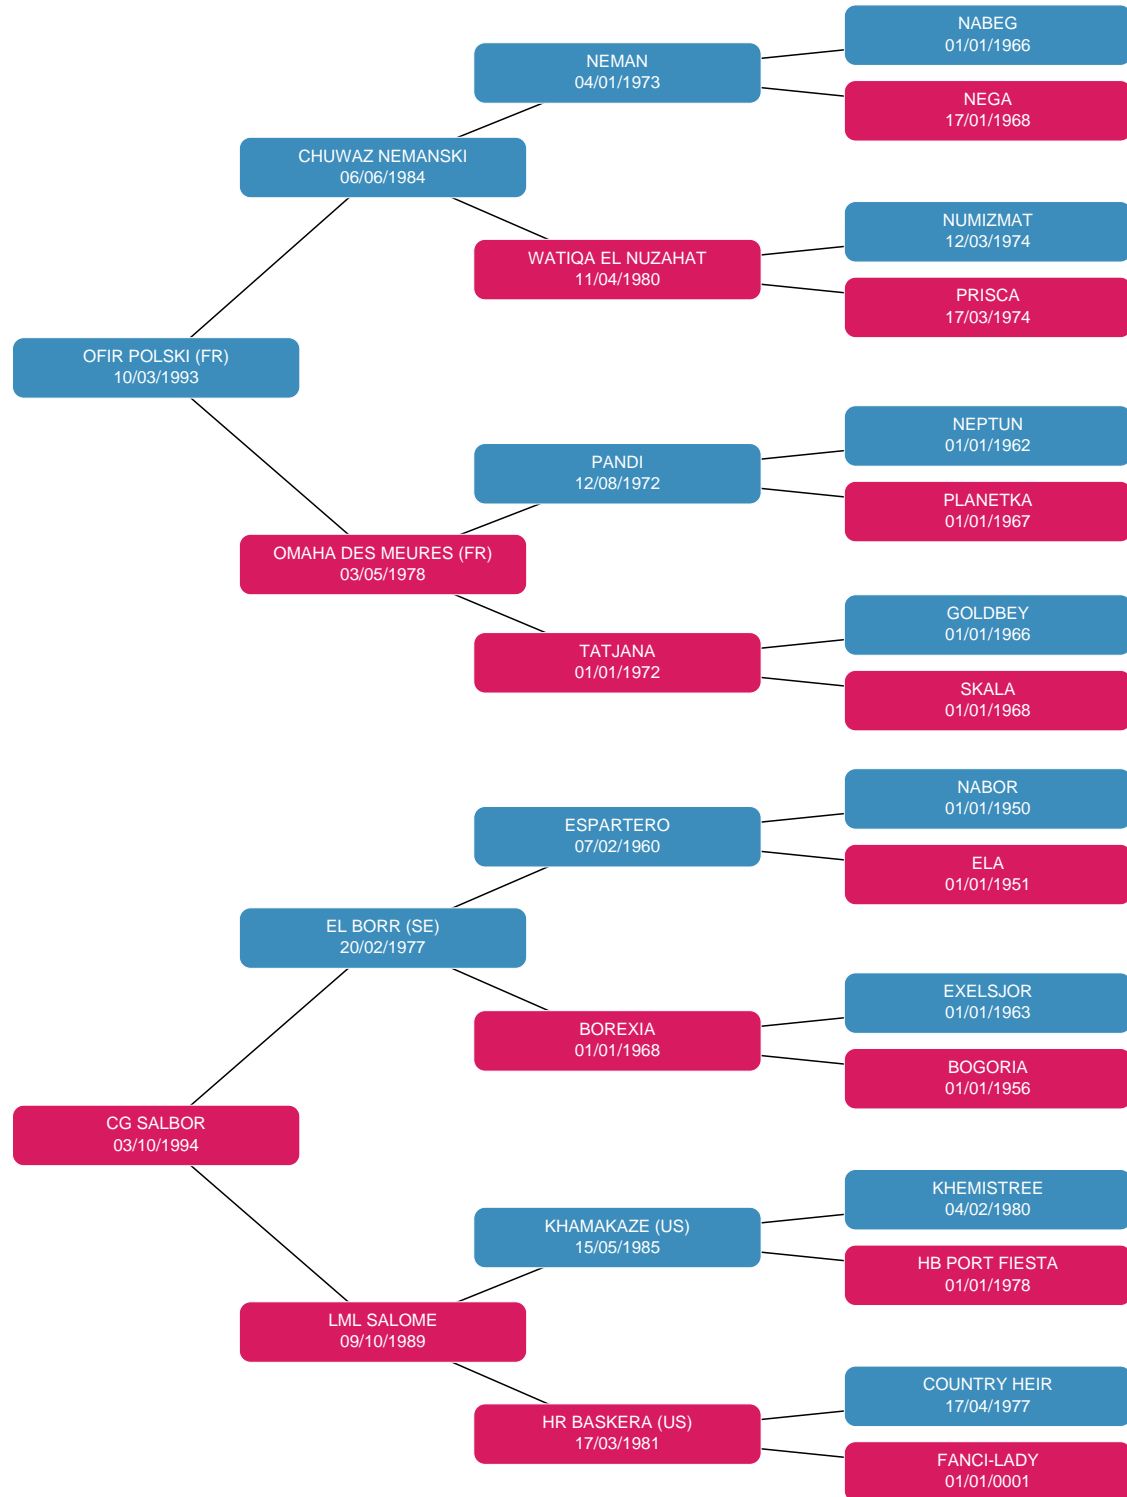 NABEG
01/01/1966
NEMAN
04/01/1973
NEGA
17/01/1968
CHUWAZ NEMANSKI
06/06/1984
NUMIZMAT
12/03/1974
WATIQA EL NUZAHAT
11/04/1980
PRISCA
17/03/1974
OFIR POLSKI (FR)
10/03/1993
NEPTUN
01/01/1962
PANDI
12/08/1972
PLANETKA
01/01/1967
OMAHA DES MEURES (FR)
03/05/1978
GOLDBEY
01/01/1966
TATJANA
01/01/1972
SKALA
01/01/1968
NABOR
01/01/1950
ESPARTERO
07/02/1960
ELA
01/01/1951
EL BORR (SE)
20/02/1977
EXELSJOR
01/01/1963
BOREXIA
01/01/1968
BOGORIA
01/01/1956
CG SALBOR
03/10/1994
KHEMISTREE
04/02/1980
KHAMAKAZE (US)
15/05/1985
HB PORT FIESTA
01/01/1978
LML SALOME
09/10/1989
COUNTRY HEIR
17/04/1977
HR BASKERA (US)
17/03/1981
FANCI-LADY
01/01/0001